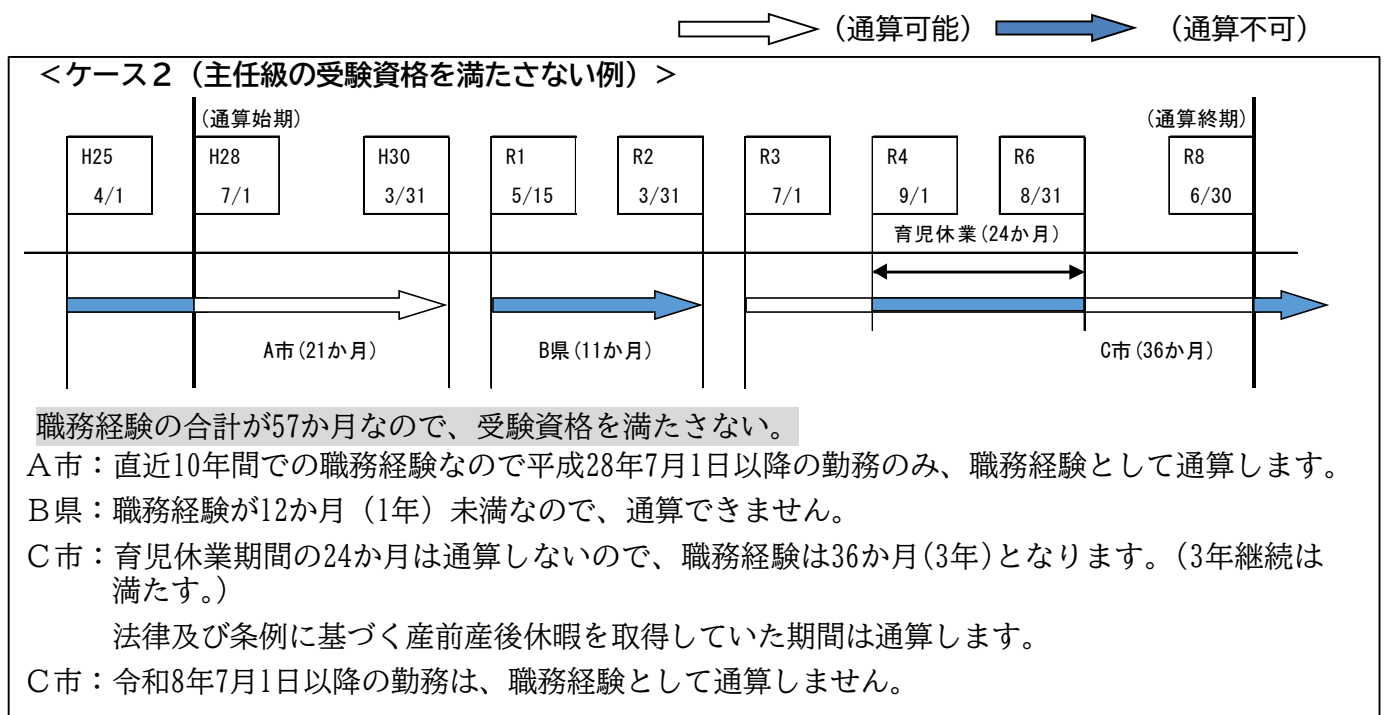 (通算可能) (通算不可)
＜ケース２（主任級の受験資格を満たさない例）＞
(通算始期) (通算終期)
H25 H28 H30 R1 R2 R3 R4 R6 R8
4/1 7/1 3/31 5/15 3/31 7/1 9/1 8/31 6/30
育児休業(24か月)
A市(21か月) B県(11か月) C市(36か月)
職務経験の合計が57か月なので、受験資格を満たさない。
Ａ市：直近10年間での職務経験なので平成28年7月1日以降の勤務のみ、職務経験として通算します。
Ｂ県：職務経験が12か月（1年）未満なので、通算できません。
Ｃ市：育児休業期間の24か月は通算しないので、職務経験は36か月(3年)となります。(3年継続は
満たす。)
法律及び条例に基づく産前産後休暇を取得していた期間は通算します。
Ｃ市：令和8年7月1日以降の勤務は、職務経験として通算しません。